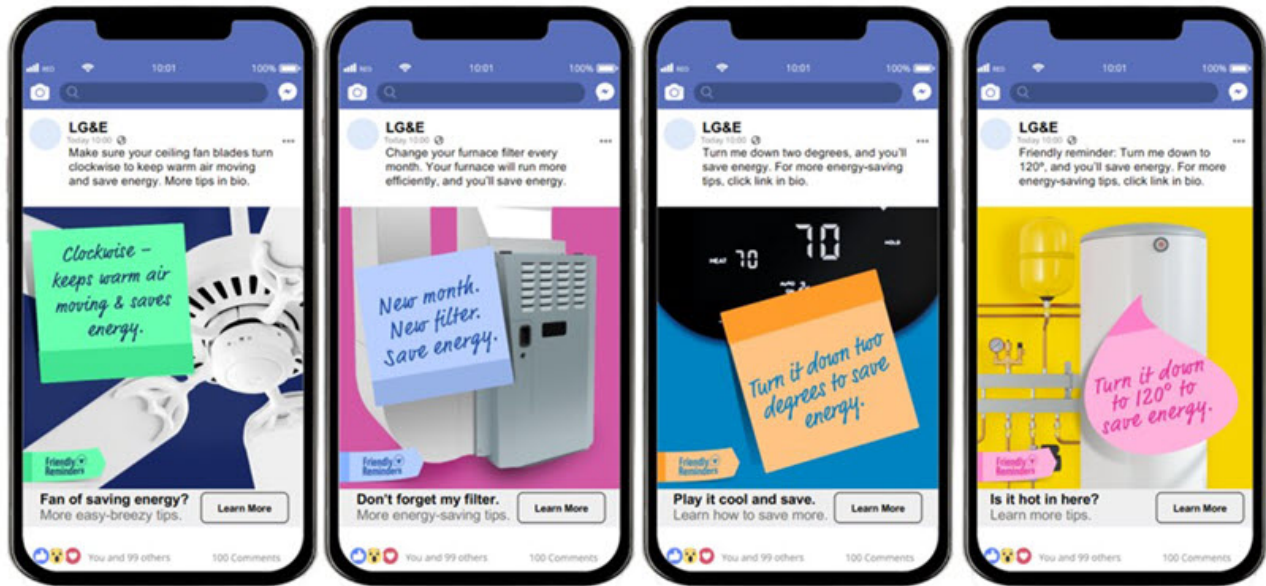 RED 10:01 100%
LG&E
Today 10:00
Make sure your ceiling fan blades turn
clockwise to keep warm air moving
and save energy. More tips in bio.
Clockwise –
keeps warm air
moving & saves
energy.
Friendly
Reminders
Fan of saving energy?
More easy-breezy tips.
Learn More
You and 99 others 100 Comments
RED 10:01 100%
LG&E
Today 10:00
Change your furnace filter every
month. Your furnace will run more
efficiently, and you'll save energy.
New month.
New filter.
Save energy.
Friendly
Reminders
Don't forget my filter.
More energy-saving tips.
Learn More
You and 99 others 100 Comments
RED 10:01 100%
LG&E
Today 10:00
Turn me down two degrees, and you'll
save energy. For more energy-saving
tips, click link in bio.
70
HEAT 70
HOLD
Turn it down two
degrees to save
energy.
Friendly
Reminders
Play it cool and save.
Learn how to save more.
Learn More
You and 99 others 100 Comments
RED 10:01 100%
LG&E
Today 10:00
Friendly reminder: Turn me down to
120°, and you'll save energy. For more
energy-saving tips, click link in bio.
Turn it down
to 120° to
save energy.
Friendly
Reminders
Is it hot in here?
Learn more tips.
Learn More
You and 99 others 100 Comments